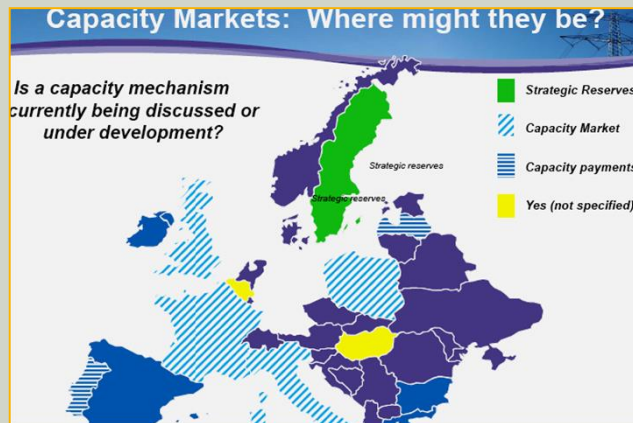 Capacity Markets: Where might they be?
Is a capacity mechanism
currently being discussed or
under development?
Strategic Reserves
Capacity Market
Capacity payments
Yes (not specified)
Strategic reserves
Strategic reserves